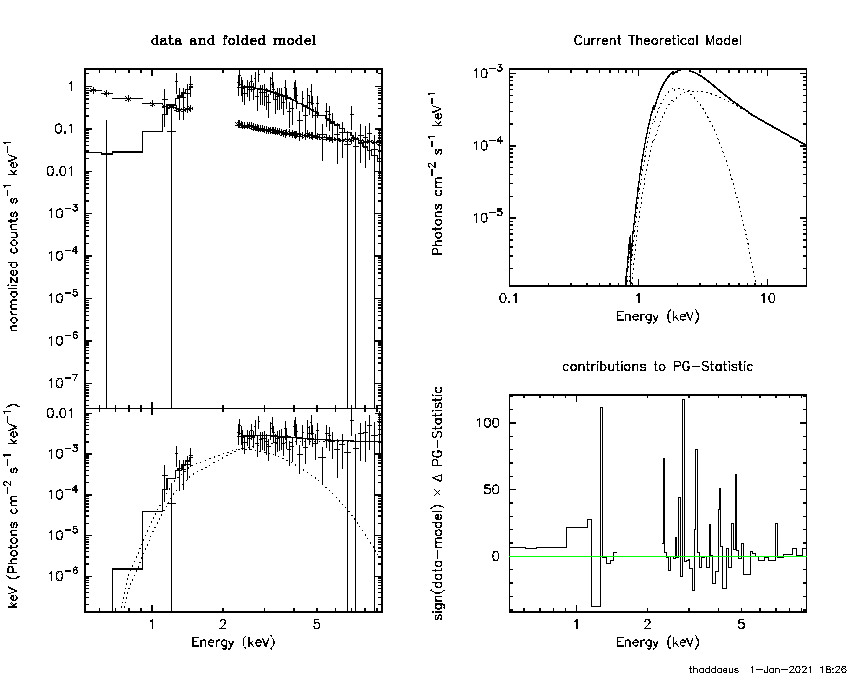 data and folded model
normalized counts s⁻¹ keV⁻¹
1
0.1
0.01
10⁻³
10⁻⁴
10⁻⁵
10⁻⁶
10⁻⁷
keV (Photons cm⁻² s⁻¹ keV⁻¹)
0.01
10⁻³
10⁻⁴
10⁻⁵
10⁻⁶
1 2 5
Energy (keV)
Current Theoretical Model
Photons cm⁻² s⁻¹ keV⁻¹
10⁻³
10⁻⁴
10⁻⁵
0.1 1 10
Energy (keV)
contributions to PG-Statistic
sign(data-model) × Δ PG-Statistic
100
50
0
1 2 5
Energy (keV)
thaddaeus 1-Jan-2021 18:26